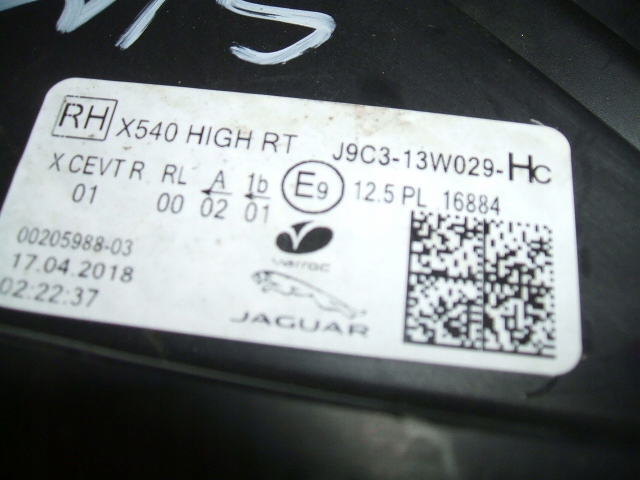 RH X540 HIGH RT J9C3-13W029-HC
X CEVT R RL A 1b E9 12.5 PL 16884
01 00 02 01
00205988-03
17.04.2018
02:22:37
varroc
JAGUAR